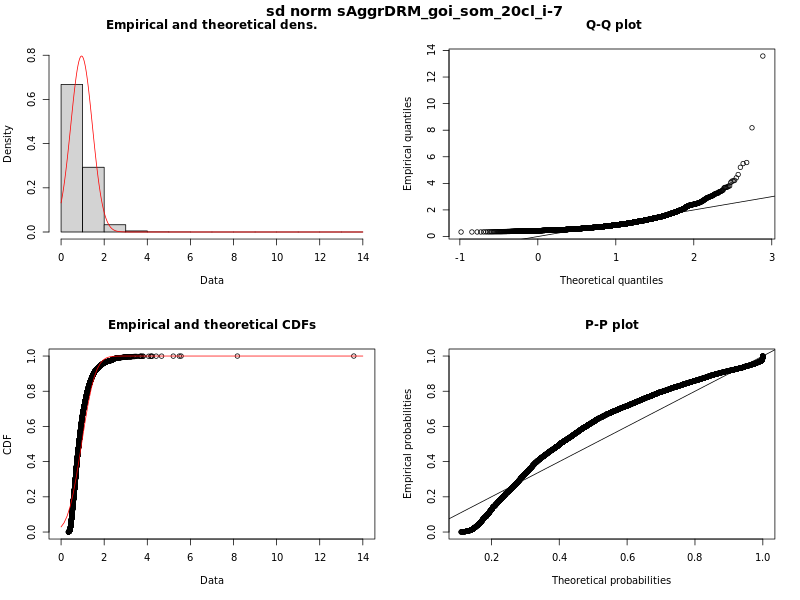 sd norm sAggrDRM_goi_som_20cl_i-7
Empirical and theoretical dens.
Density
0.0 0.2 0.4 0.6 0.8
0 2 4 6 8 10 12 14
Data
Q-Q plot
Empirical quantiles
0 2 4 6 8 10 12 14
-1 0 1 2 3
Theoretical quantiles
Empirical and theoretical CDFs
CDF
0.0 0.2 0.4 0.6 0.8 1.0
0 2 4 6 8 10 12 14
Data
P-P plot
Empirical probabilities
0.0 0.2 0.4 0.6 0.8 1.0
0.2 0.4 0.6 0.8 1.0
Theoretical probabilities